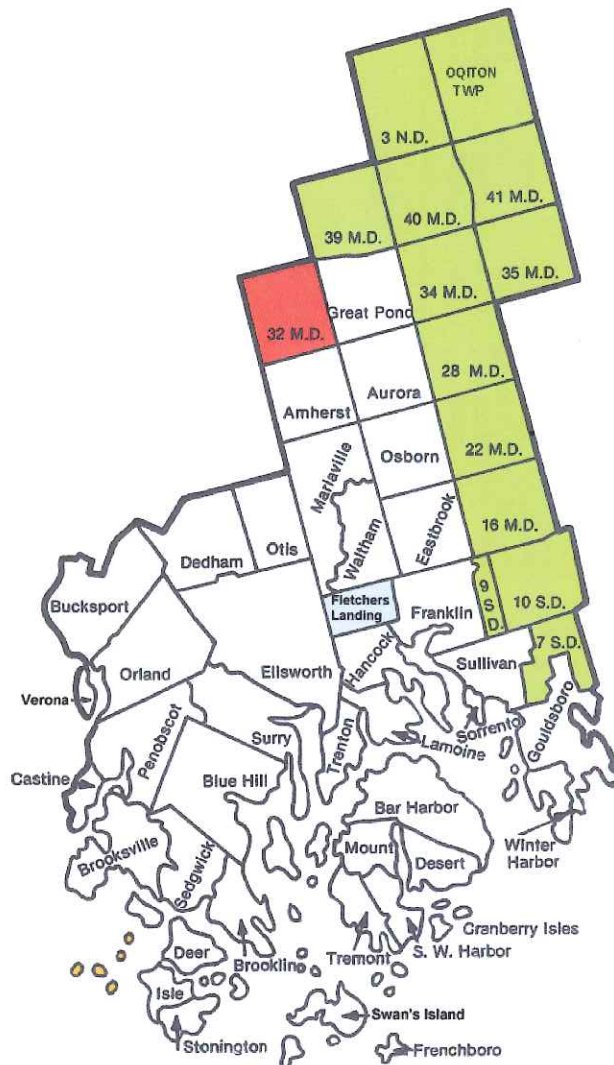 OQITON
TWP
3 N.D.
41 M.D.
40 M.D.
39 M.D.
35 M.D.
34 M.D.
Great Pond
32 M.D.
28 M.D.
Aurora
Amherst
22 M.D.
Osborn
Mariaville
Waltham
Eastbrook
16 M.D.
Otis
Dedham
Bucksport
Fletchers
Landing
Franklin
9
S
D.
10 S.D.
7 S.D.
Hancock
Sullivan
Orland
Ellsworth
Verona
Sorrento
Gouldsboro
Lamoine
Penobscot
Surry
Trenton
Castine
Blue Hill
Bar Harbor
Winter
Harbor
Mount
Desert
Brooksville
Sedgwick
Cranberry Isles
S. W. Harbor
Tremont
Brooklin
Deer
Isle
Swan's Island
Stonington
Frenchboro